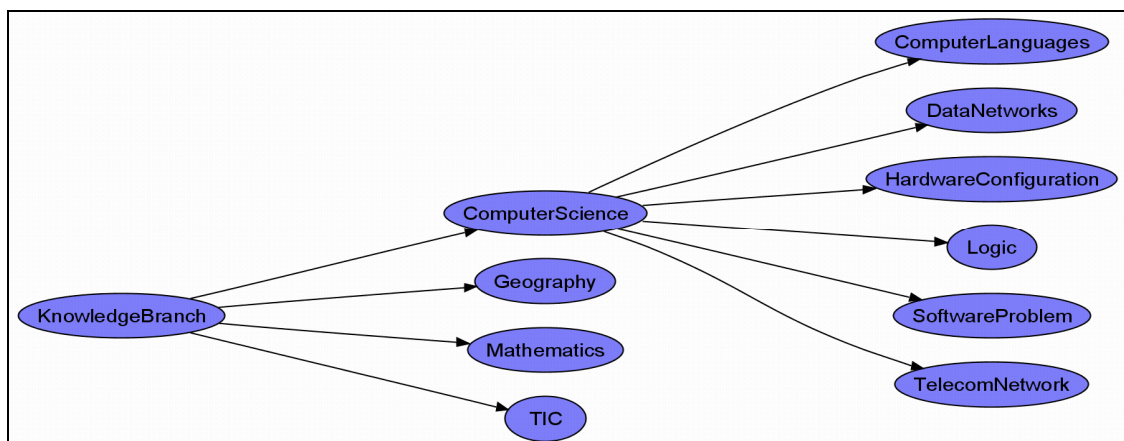 KnowledgeBranch
ComputerScience
Geography
Mathematics
TIC
ComputerLanguages
DataNetworks
HardwareConfiguration
Logic
SoftwareProblem
TelecomNetwork